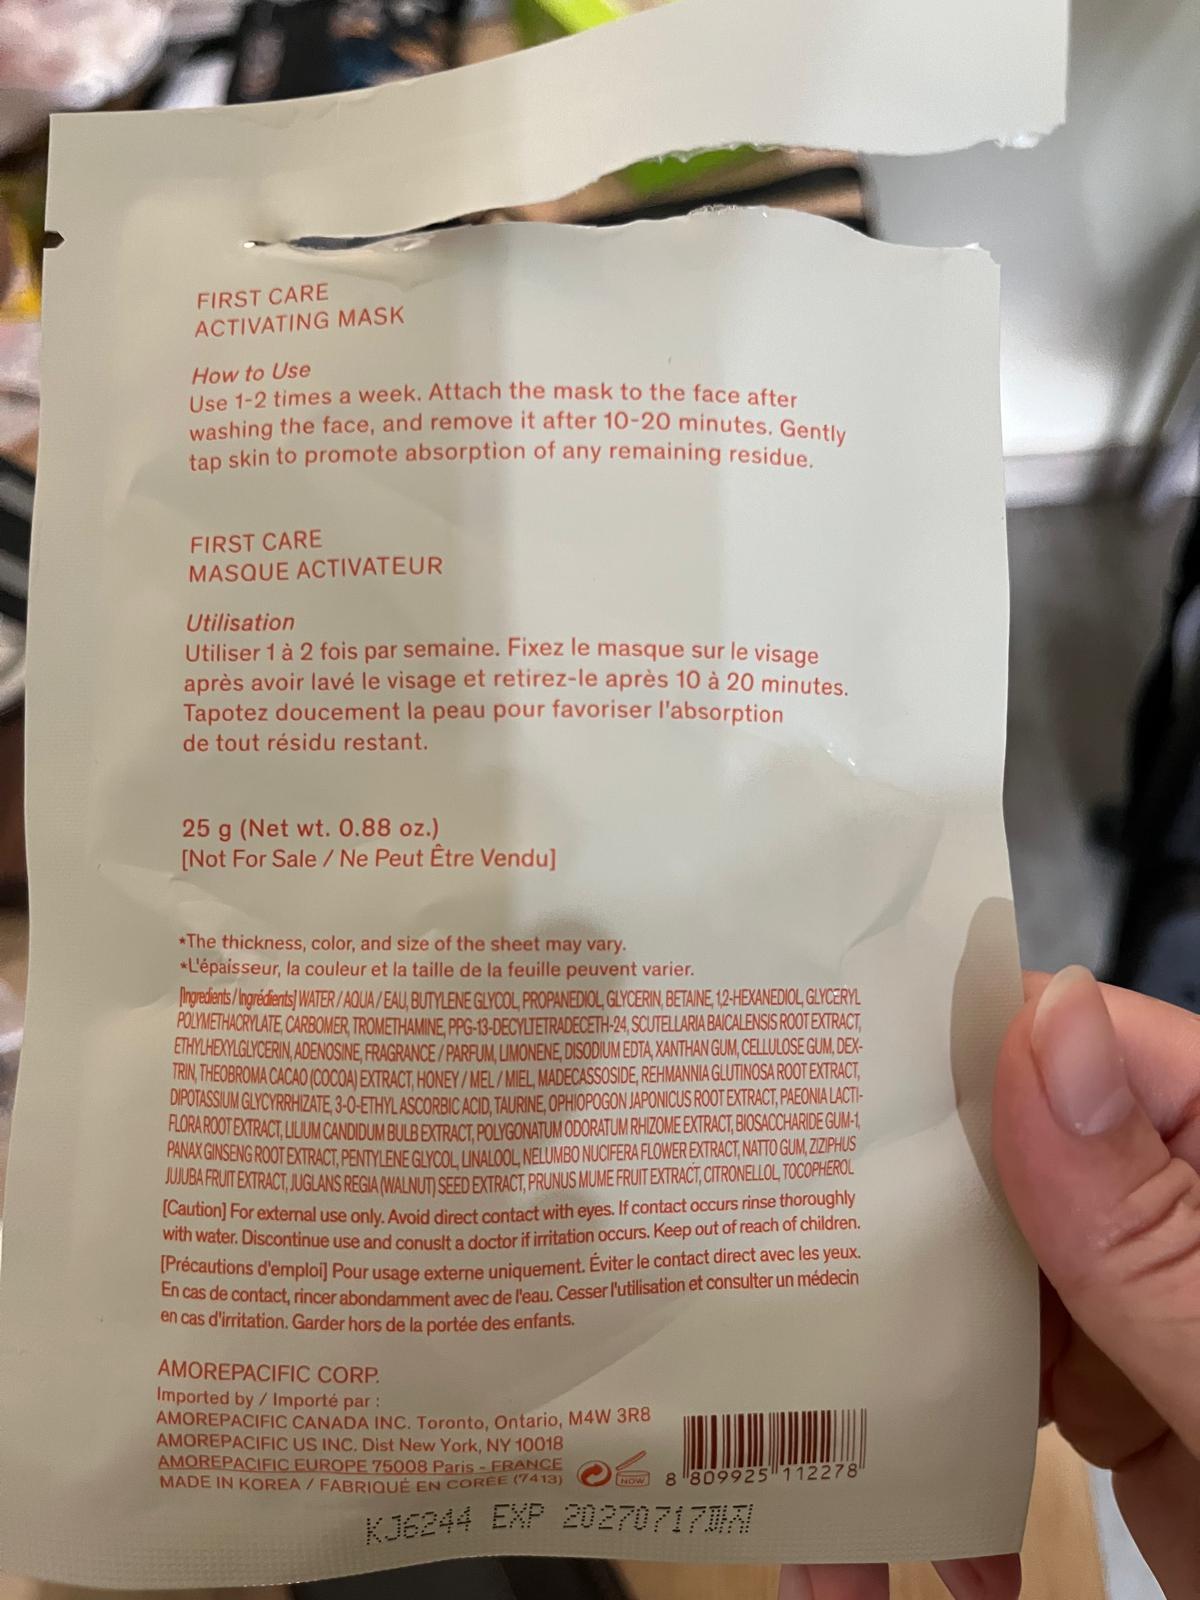 FIRST CARE
ACTIVATING MASK
How to Use
Use 1-2 times a week. Attach the mask to the face after
washing the face, and remove it after 10-20 minutes. Gently
tap skin to promote absorption of any remaining residue.
FIRST CARE
MASQUE ACTIVATEUR
Utilisation
Utiliser 1 à 2 fois par semaine. Fixez le masque sur le visage
après avoir lavé le visage et retirez-le après 10 à 20 minutes.
Tapotez doucement la peau pour favoriser l'absorption
de tout résidu restant.
25 g (Net wt. 0.88 oz.)
[Not For Sale / Ne Peut Être Vendu]
*The thickness, color, and size of the sheet may vary.
*L'épaisseur, la couleur et la taille de la feuille peuvent varier.
[Ingredients / Ingrédients] WATER / AQUA / EAU, BUTYLENE GLYCOL, PROPANEDIOL, GLYCERIN, BETAINE, 1,2-HEXANEDIOL, GLYCERYL
POLYMETHACRYLATE, CARBOMER, TROMETHAMINE, PPG-13-DECYLTETRADECETH-24, SCUTELLARIA BAICALENSIS ROOT EXTRACT,
ETHYLHEXYLGLYCERIN, ADENOSINE, FRAGRANCE / PARFUM, LIMONENE, DISODIUM EDTA, XANTHAN GUM, CELLULOSE GUM, DEX-
TRIN, THEOBROMA CACAO (COCOA) EXTRACT, HONEY / MEL / MIEL, MADECASSOSIDE, REHMANNIA GLUTINOSA ROOT EXTRACT,
DIPOTASSIUM GLYCYRRHIZATE, 3-O-ETHYL ASCORBIC ACID, TAURINE, OPHIOPOGON JAPONICUS ROOT EXTRACT, PAEONIA LACTI-
FLORA ROOT EXTRACT, LILIUM CANDIDUM BULB EXTRACT, POLYGONATUM ODORATUM RHIZOME EXTRACT, BIOSACCHARIDE GUM-1,
PANAX GINSENG ROOT EXTRACT, PENTYLENE GLYCOL, LINALOOL, NELUMBO NUCIFERA FLOWER EXTRACT, NATTO GUM, ZIZIPHUS
JUJUBA FRUIT EXTRACT, JUGLANS REGIA (WALNUT) SEED EXTRACT, PRUNUS MUME FRUIT EXTRACT, CITRONELLOL, TOCOPHEROL
[Caution] For external use only. Avoid direct contact with eyes. If contact occurs rinse thoroughly
with water. Discontinue use and conuslt a doctor if irritation occurs. Keep out of reach of children.
[Précautions d'emploi] Pour usage externe uniquement. Éviter le contact direct avec les yeux.
En cas de contact, rincer abondamment avec de l'eau. Cesser l'utilisation et consulter un médecin
en cas d'irritation. Garder hors de la portée des enfants.
AMOREPACIFIC CORP.
Imported by / Importé par :
AMOREPACIFIC CANADA INC. Toronto, Ontario, M4W 3R8
AMOREPACIFIC US INC. Dist New York, NY 10018
AMOREPACIFIC EUROPE 75008 Paris - FRANCE
MADE IN KOREA / FABRIQUÉ EN CORÉE (7413)
NOW
8 809925 112278
KJ6244 EXP 20270717까지